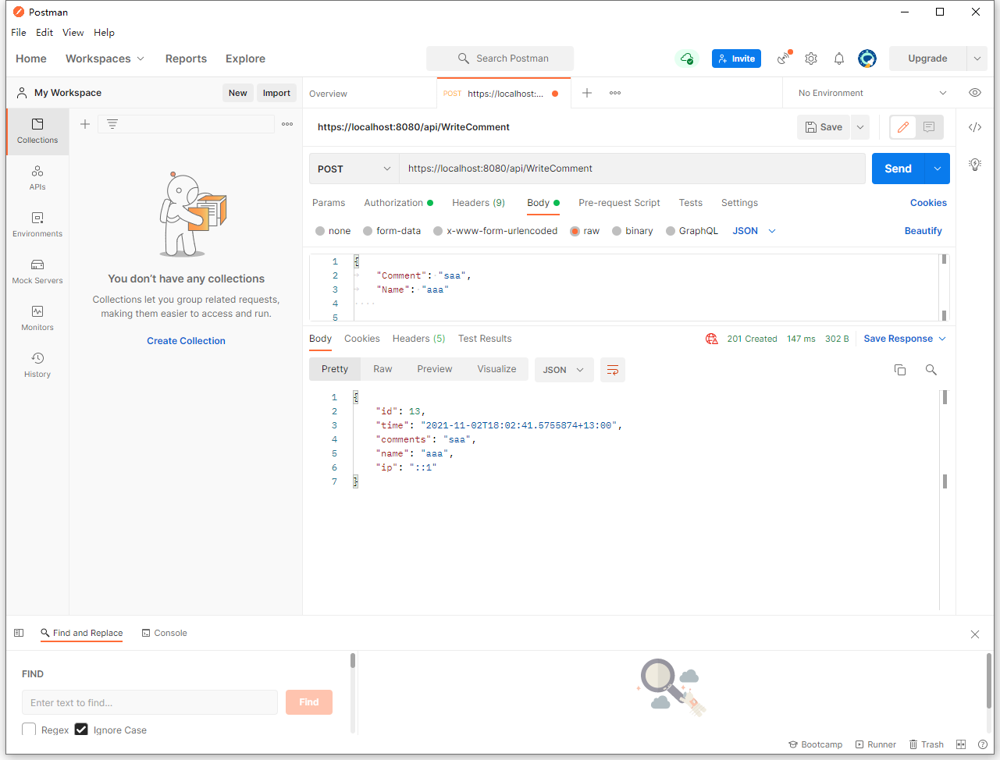 Postman
File Edit View Help
Home Workspaces Reports Explore Search Postman Invite Upgrade
My Workspace New Import Overview POST https://localhost:... No Environment
Collections
APIs
Environments
Mock Servers
Monitors
History
You don't have any collections
Collections let you group related requests,
making them easier to access and run.
Create Collection
https://localhost:8080/api/WriteComment Save
POST https://localhost:8080/api/WriteComment Send
Params Authorization Headers (9) Body Pre-request Script Tests Settings Cookies
none form-data x-www-form-urlencoded raw binary GraphQL JSON Beautify
1 {
2 "Comment": "saa",
3 "Name": "aaa"
4
5
Body Cookies Headers (5) Test Results 201 Created 147 ms 302 B Save Response
Pretty Raw Preview Visualize JSON
1 {
2 "id": 13,
3 "time": "2021-11-02T18:02:41.5755874+13:00",
4 "comments": "saa",
5 "name": "aaa",
6 "ip": "::1"
7 }
Find and Replace Console
FIND
Enter text to find... Find
Regex Ignore Case
Bootcamp Runner Trash